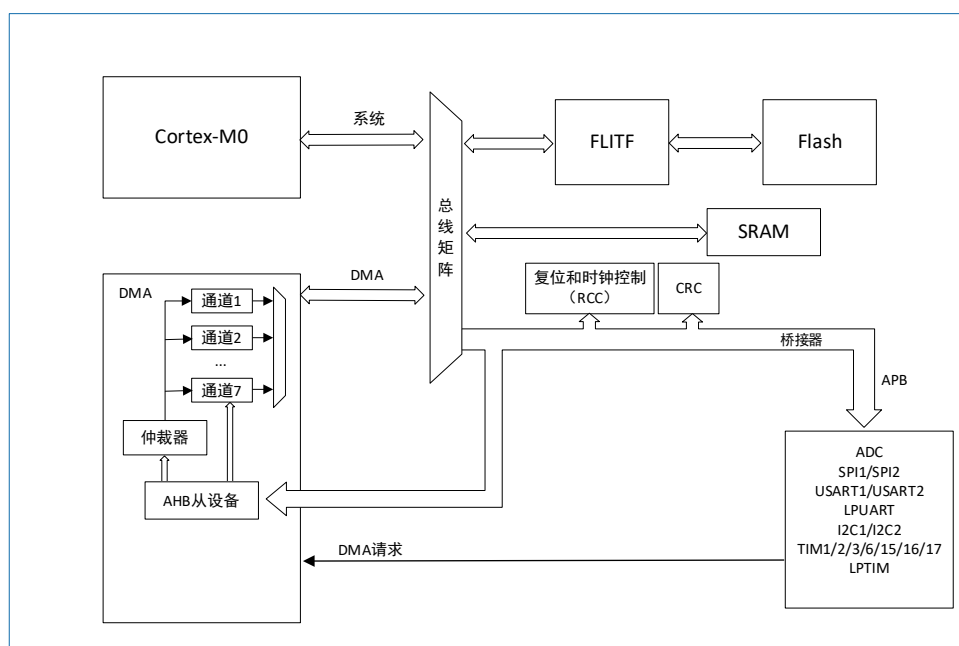 Cortex-M0
系统
总线矩阵
FLITF
Flash
SRAM
DMA
DMA
通道1
通道2
...
通道7
仲裁器
AHB从设备
复位和时钟控制
（RCC）
CRC
桥接器
APB
ADC
SPI1/SPI2
USART1/USART2
LPUART
I2C1/I2C2
TIM1/2/3/6/15/16/17
LPTIM
DMA请求